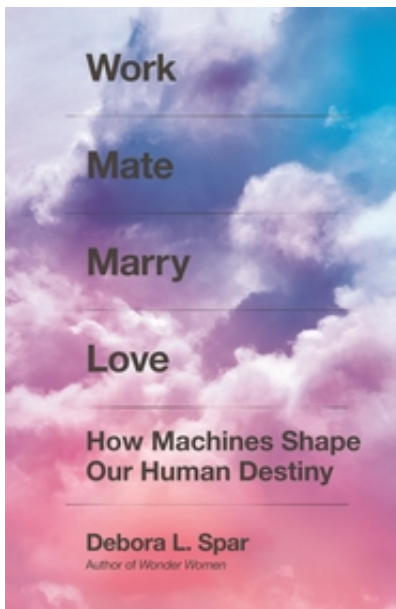 Work
Mate
Marry
Love
How Machines Shape
Our Human Destiny
Debora L. Spar
Author of Wonder Women